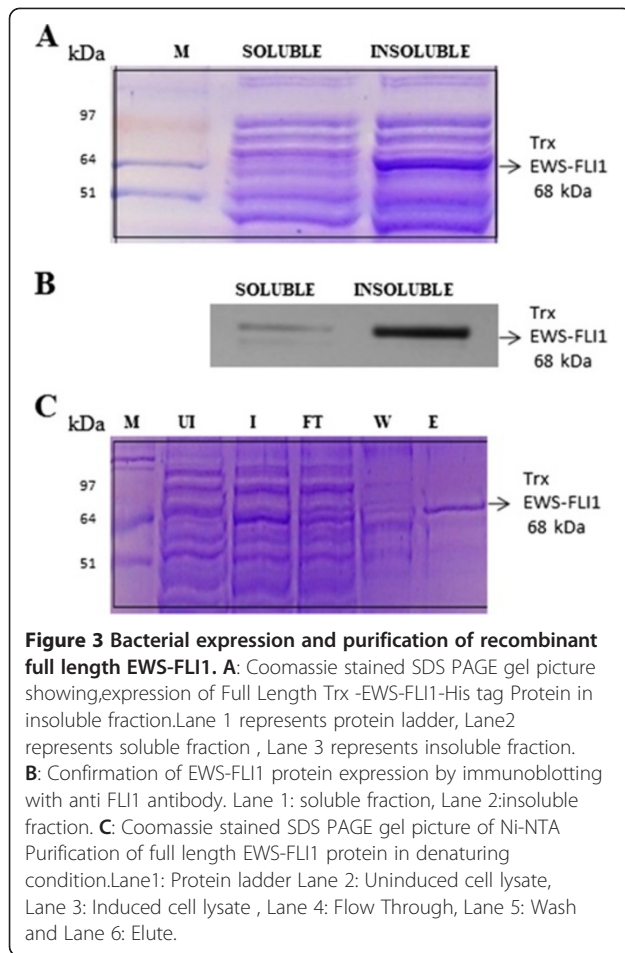 A
kDa M SOLUBLE INSOLUBLE
97
64
51
Trx
EWS-FLI1
68 kDa
B
SOLUBLE INSOLUBLE
Trx
EWS-FLI1
68 kDa
C
kDa M UI I FT W E
97
64
51
Trx
EWS-FLI1
68 kDa
Figure 3 Bacterial expression and purification of recombinant
full length EWS-FLI1. A: Coomassie stained SDS PAGE gel picture
showing,expression of Full Length Trx -EWS-FLI1-His tag Protein in
insoluble fraction.Lane 1 represents protein ladder, Lane2
represents soluble fraction , Lane 3 represents insoluble fraction.
B: Confirmation of EWS-FLI1 protein expression by immunoblotting
with anti FLI1 antibody. Lane 1: soluble fraction, Lane 2:insoluble
fraction. C: Coomassie stained SDS PAGE gel picture of Ni-NTA
Purification of full length EWS-FLI1 protein in denaturing
condition.Lane1: Protein ladder Lane 2: Uninduced cell lysate,
Lane 3: Induced cell lysate , Lane 4: Flow Through, Lane 5: Wash
and Lane 6: Elute.